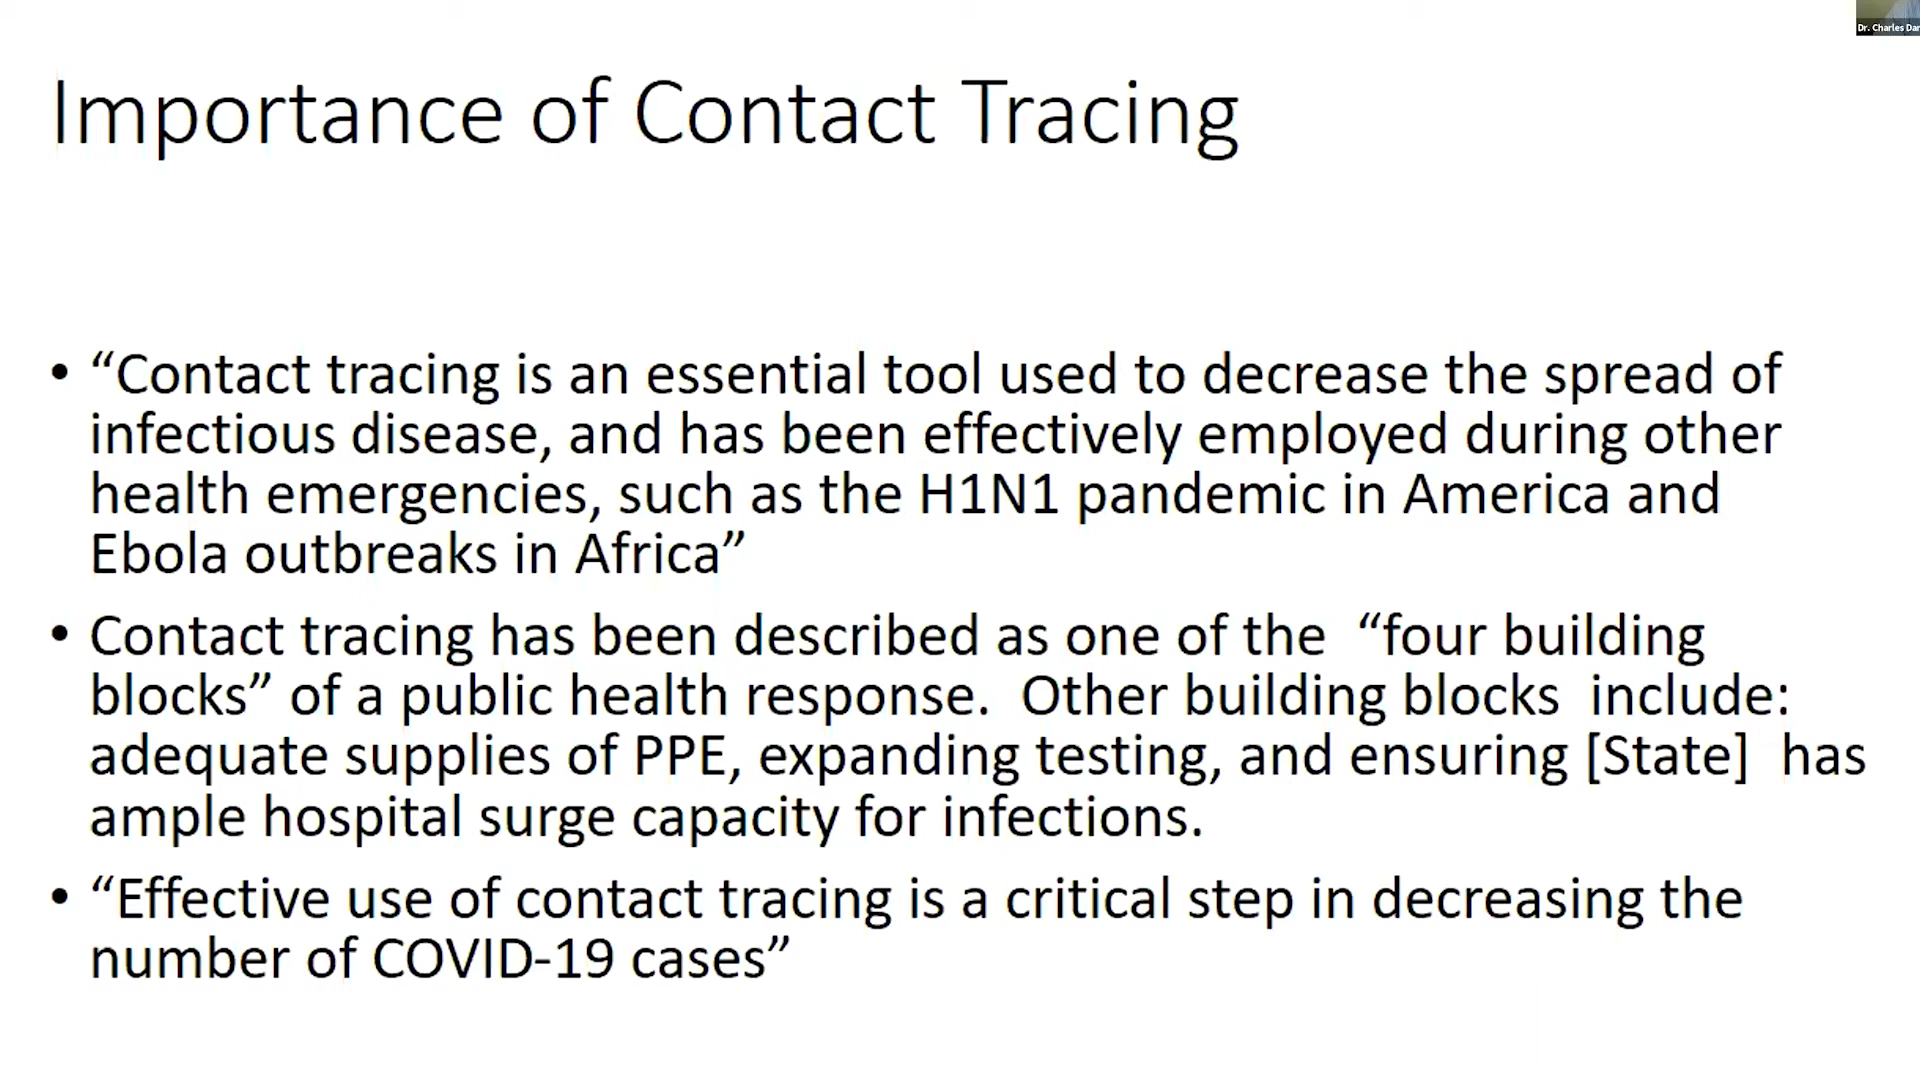 Dr. Charles Dar
Importance of Contact Tracing
• “Contact tracing is an essential tool used to decrease the spread of
infectious disease, and has been effectively employed during other
health emergencies, such as the H1N1 pandemic in America and
Ebola outbreaks in Africa”
• Contact tracing has been described as one of the “four building
blocks” of a public health response. Other building blocks include:
adequate supplies of PPE, expanding testing, and ensuring [State] has
ample hospital surge capacity for infections.
• “Effective use of contact tracing is a critical step in decreasing the
number of COVID-19 cases”